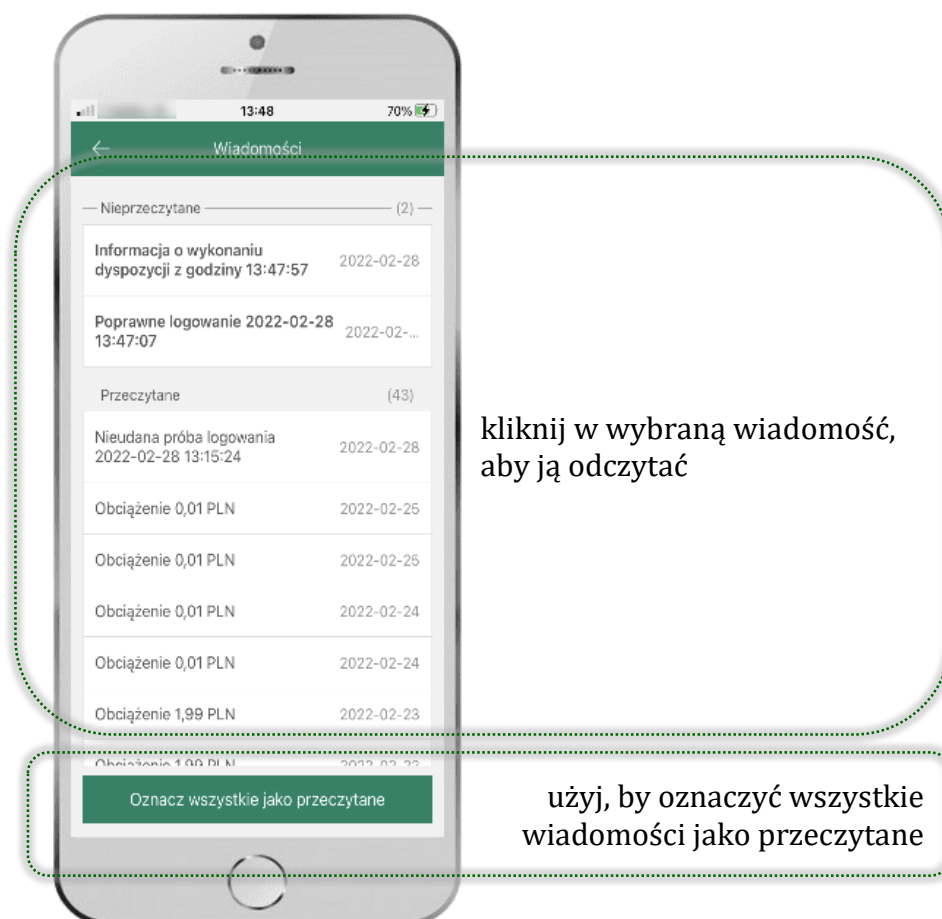 13:48
70%
Wiadomości
Nieprzeczytane (2)
Informacja o wykonaniu
dyspozycji z godziny 13:47:57
2022-02-28
Poprawne logowanie 2022-02-28
13:47:07
2022-02-...
Przeczytane (43)
Nieudana próba logowania
2022-02-28 13:15:24
2022-02-28
Obciążenie 0,01 PLN 2022-02-25
Obciążenie 0,01 PLN 2022-02-25
Obciążenie 0,01 PLN 2022-02-24
Obciążenie 0,01 PLN 2022-02-24
Obciążenie 1,99 PLN 2022-02-23
Obciążenie 1,99 PLN
Oznacz wszystkie jako przeczytane
kliknij w wybraną wiadomość,
aby ją odczytać
użyj, by oznaczyć wszystkie
wiadomości jako przeczytane